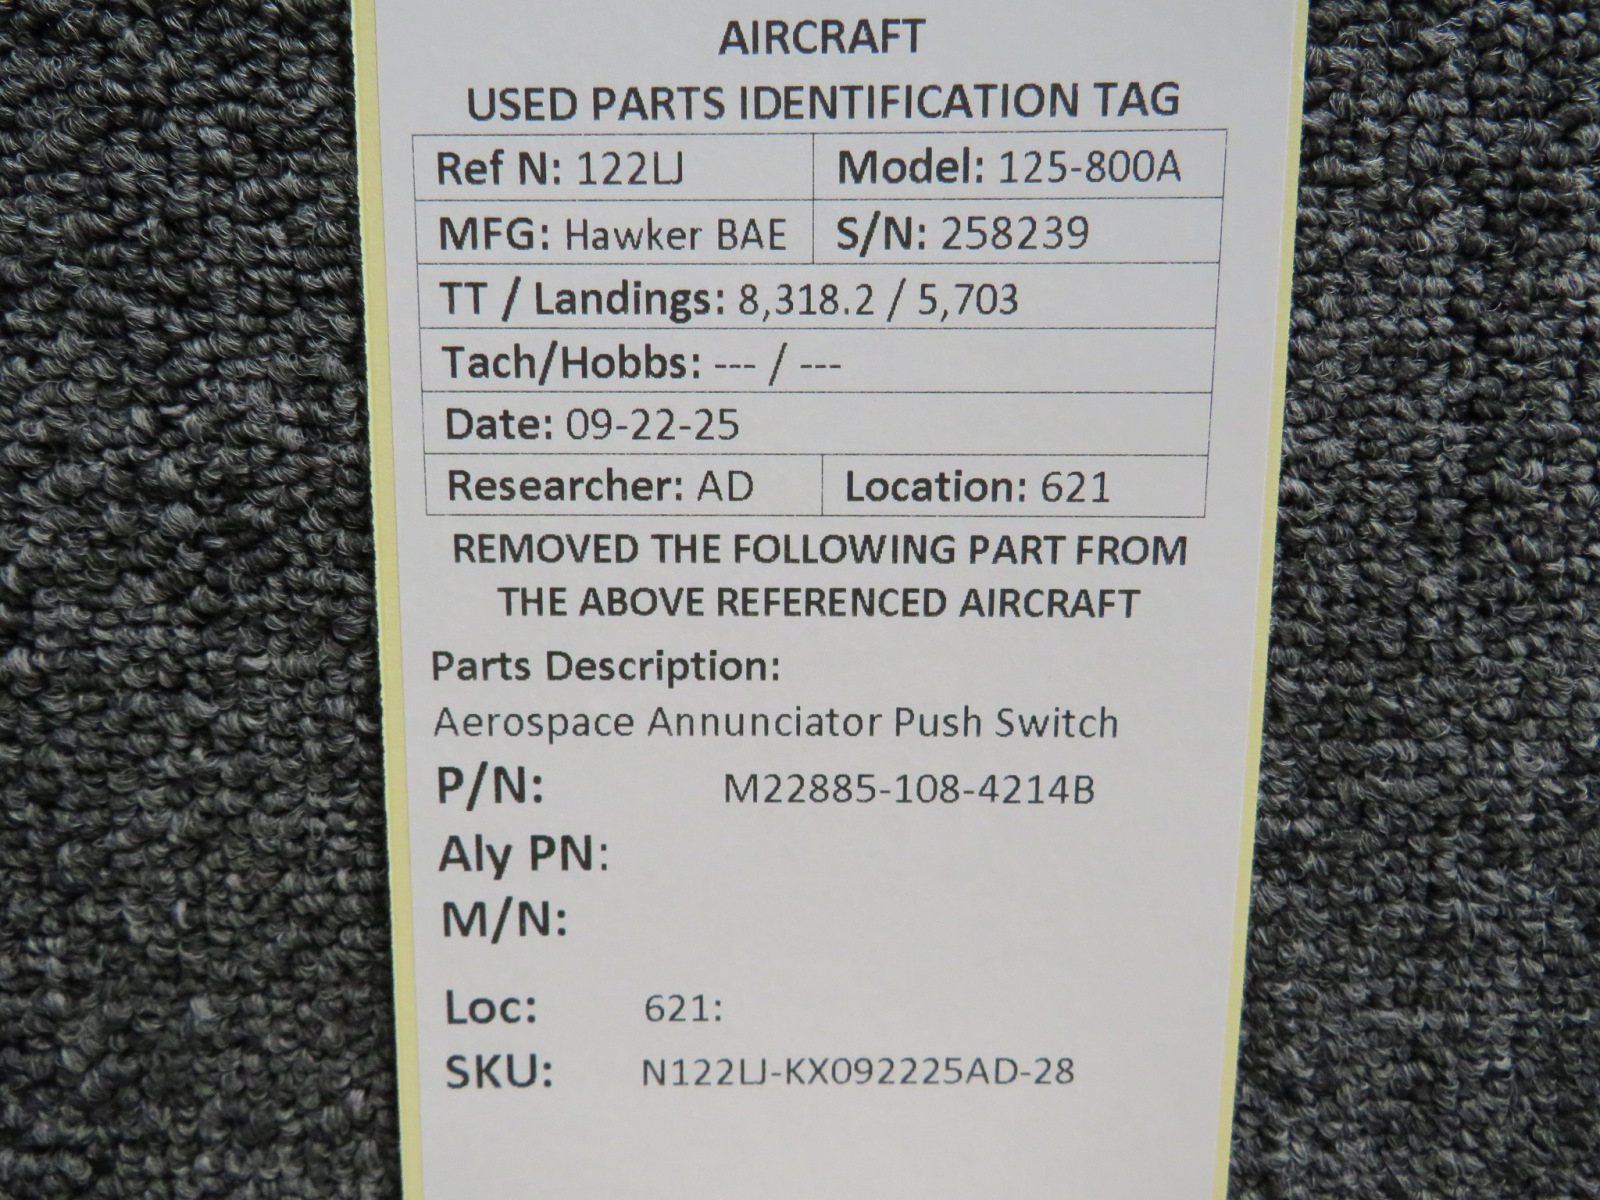 AIRCRAFT
USED PARTS IDENTIFICATION TAG
Ref N: 122LJ Model: 125-800A
MFG: Hawker BAE S/N: 258239
TT / Landings: 8,318.2 / 5,703
Tach/Hobbs: --- / ---
Date: 09-22-25
Researcher: AD Location: 621
REMOVED THE FOLLOWING PART FROM
THE ABOVE REFERENCED AIRCRAFT
Parts Description:
Aerospace Annunciator Push Switch
P/N: M22885-108-4214B
Aly PN:
M/N:
Loc: 621:
SKU: N122LJ-KX092225AD-28